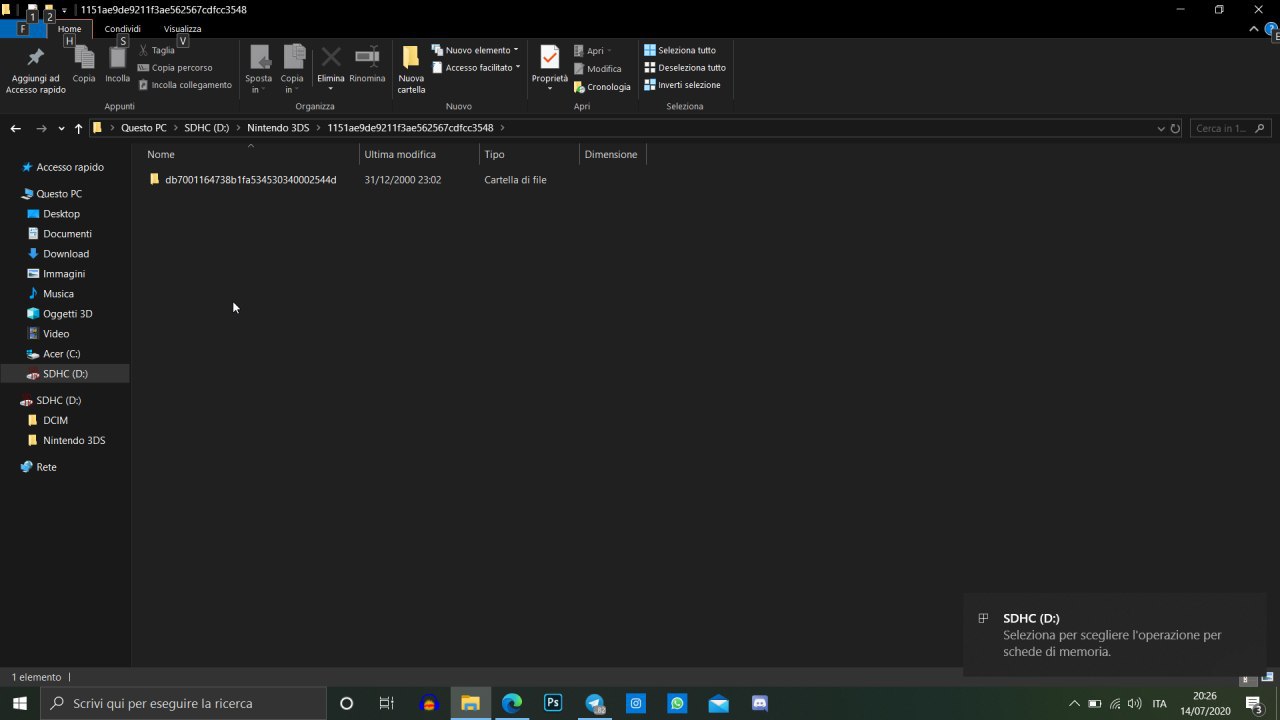 1151ae9de9211f3ae562567cdfcc3548
1 2
F Home Condividi Visualizza
H S V
Aggiungi ad
Accesso rapido
Copia
Incolla
Taglia
Copia percorso
Incolla collegamento
Appunti
Sposta
in
Copia
in
Elimina
Rinomina
Organizza
Nuova
cartella
Nuovo elemento
Accesso facilitato
Nuovo
Proprietà
Apri
Modifica
Cronologia
Apri
Seleziona tutto
Deseleziona tutto
Inverti selezione
Seleziona
Questo PC > SDHC (D:) > Nintendo 3DS > 1151ae9de9211f3ae562567cdfcc3548 >
Cerca in 1...
Nome Ultima modifica Tipo Dimensione
db7001164738b1fa534530340002544d 31/12/2000 23:02 Cartella di file
Accesso rapido
Questo PC
Desktop
Documenti
Download
Immagini
Musica
Oggetti 3D
Video
Acer (C:)
SDHC (D:)
SDHC (D:)
DCIM
Nintendo 3DS
Rete
SDHC (D:)
Seleziona per scegliere l'operazione per
schede di memoria.
1 elemento
Scrivi qui per eseguire la ricerca
Ps
ITA
20:26
14/07/2020
3